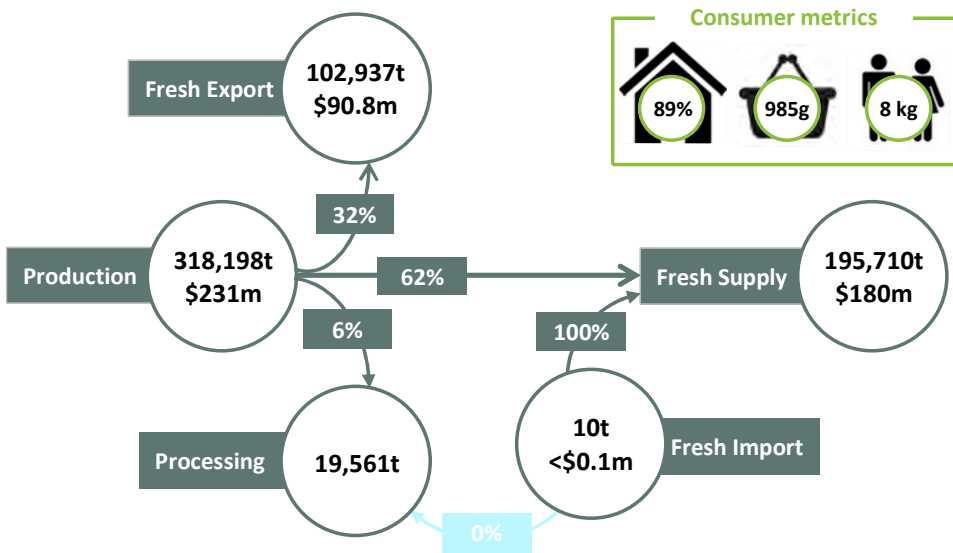 Consumer metrics
89%
985g
8 kg
Fresh Export
102,937t
$90.8m
32%
Production
318,198t
$231m
62%
Fresh Supply
195,710t
$180m
6%
100%
Processing
19,561t
10t
<$0.1m
Fresh Import
0%